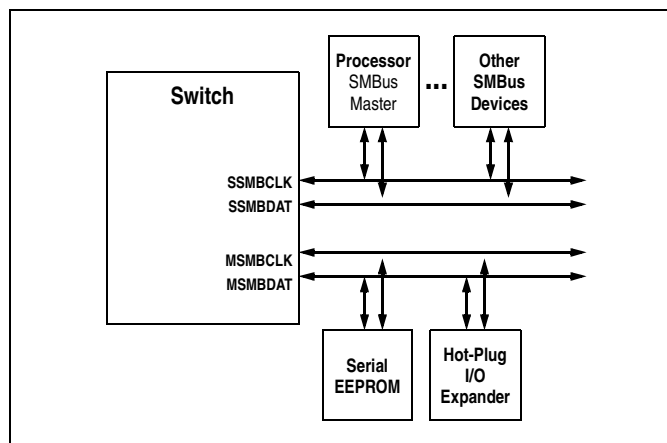 Switch
Processor
SMBus
Master
...
Other
SMBus
Devices
SSMBCLK
SSMBDAT
MSMBCLK
MSMBDAT
Serial
EEPROM
Hot-Plug
I/O
Expander